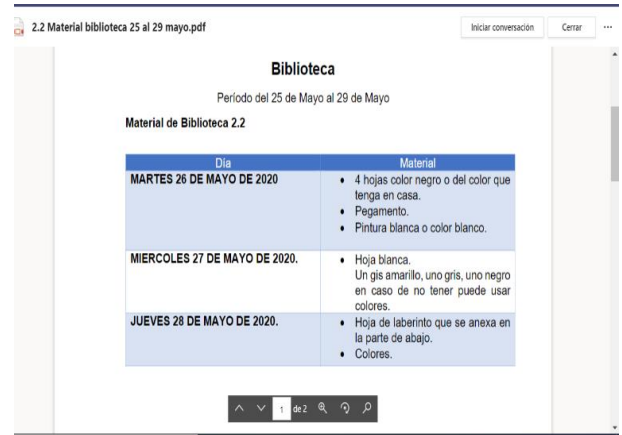 2.2 Material biblioteca 25 al 29 mayo.pdf
Iniciar conversación
Cerrar
Biblioteca
Período del 25 de Mayo al 29 de Mayo
Material de Biblioteca 2.2
Día
Material
MARTES 26 DE MAYO DE 2020
• 4 hojas color negro o del color que
tenga en casa.
• Pegamento.
• Pintura blanca o color blanco.
MIERCOLES 27 DE MAYO DE 2020.
• Hoja blanca.
Un gis amarillo, uno gris, uno negro
en caso de no tener puede usar
colores.
JUEVES 28 DE MAYO DE 2020.
• Hoja de laberinto que se anexa en
la parte de abajo.
• Colores.
1 de 2